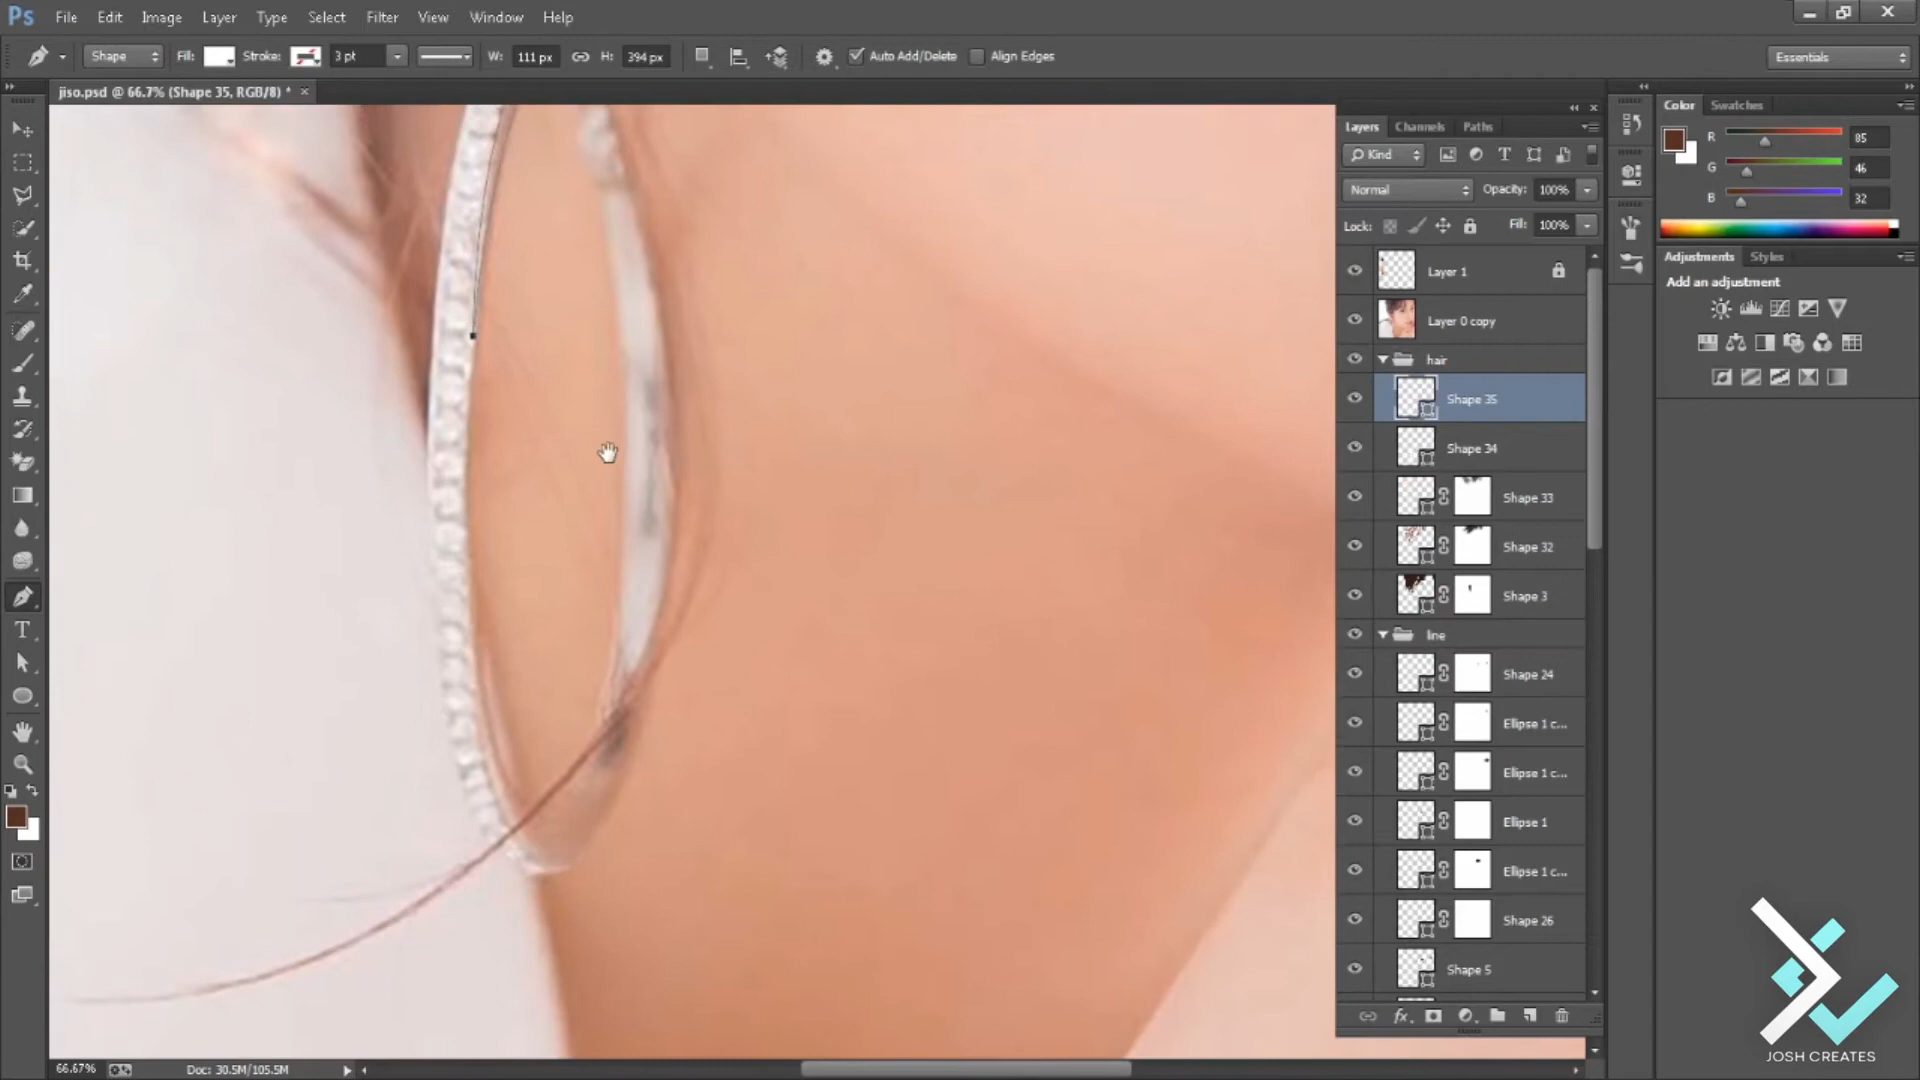 Ps File Edit Image Layer Type Select Filter View Window Help
Shape Fill: Stroke: 3 pt W: 111 px H: 394 px Auto Add/Delete Align Edges Essentials
jiso.psd @ 66.7% (Shape 35, RGB/8) * ×
Layers Channels Paths
Kind
Normal Opacity: 100%
Lock: Fill: 100%
Layer 1
Layer 0 copy
hair
Shape 35
Shape 34
Shape 33
Shape 32
Shape 3
line
Shape 24
Ellipse 1 c...
Ellipse 1 c...
Ellipse 1
Ellipse 1 c...
Shape 26
Shape 5
Color Swatches
R 85
G 46
B 32
Adjustments Styles
Add an adjustment
JOSH CREATES
66.67% Doc: 30.5M/105.5M